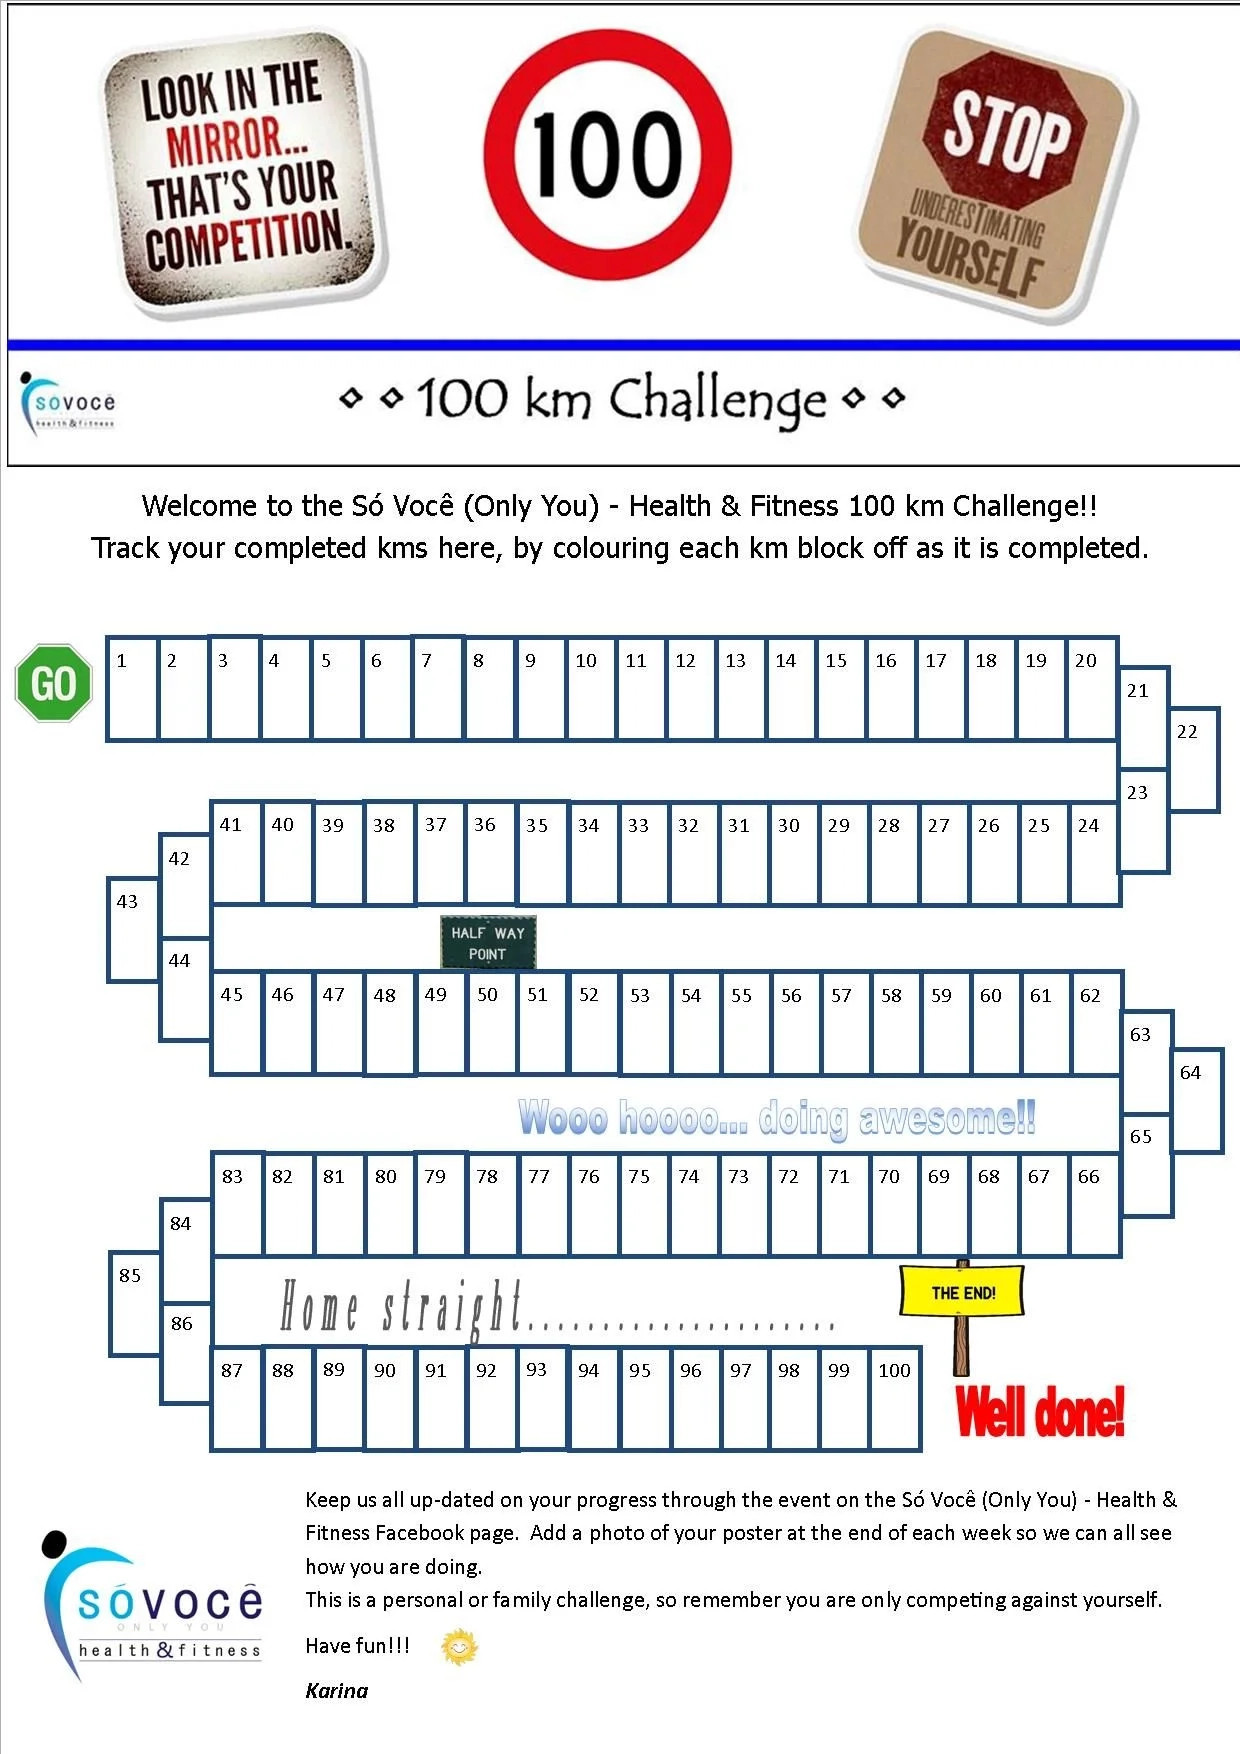 LOOK IN THE
MIRROR...
THAT'S YOUR
COMPETITION.
100
STOP
UNDERESTIMATING
YOURSELF
sóvocê
health&fitness
100 km Challenge
Welcome to the Só Você (Only You) - Health & Fitness 100 km Challenge!!
Track your completed kms here, by colouring each km block off as it is completed.
GO
1 2 3 4 5 6 7 8 9 10 11 12 13 14 15 16 17 18 19 20
21
22
23
41 40 39 38 37 36 35 34 33 32 31 30 29 28 27 26 25 24
42
43
44
HALF WAY
POINT
45 46 47 48 49 50 51 52 53 54 55 56 57 58 59 60 61 62
63
64
65
Wooo hoooo... doing awesome!!
83 82 81 80 79 78 77 76 75 74 73 72 71 70 69 68 67 66
84
85
86
Home straight.....................
THE END!
87 88 89 90 91 92 93 94 95 96 97 98 99 100
Well done!
Keep us all up-dated on your progress through the event on the Só Você (Only You) - Health &
Fitness Facebook page. Add a photo of your poster at the end of each week so we can all see
how you are doing.
This is a personal or family challenge, so remember you are only competing against yourself.
Have fun!!!
Karina
sóvocê
ONLY YOU
health&fitness